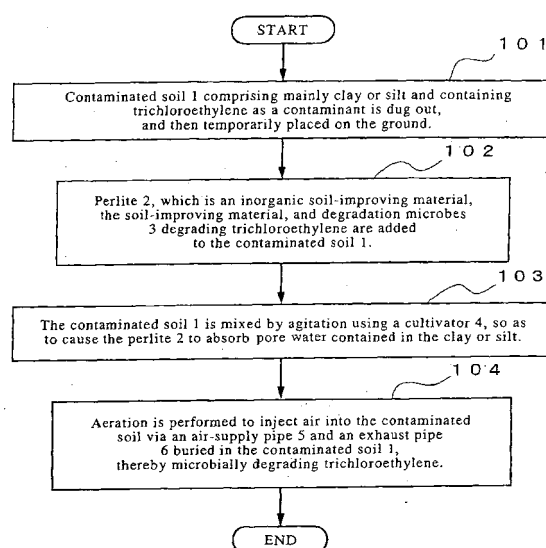 START
101
Contaminated soil 1 comprising mainly clay or silt and containing
trichloroethylene as a contaminant is dug out,
and then temporarily placed on the ground.
102
Perlite 2, which is an inorganic soil-improving material,
the soil-improving material, and degradation microbes
3 degrading trichloroethylene are added
to the contaminated soil 1.
103
The contaminated soil 1 is mixed by agitation using a cultivator 4, so as
to cause the perlite 2 to absorb pore water contained in the clay or silt.
104
Aeration is performed to inject air into the contaminated
soil via an air-supply pipe 5 and an exhaust pipe
6 buried in the contaminated soil 1,
thereby microbially degrading trichloroethylene.
END